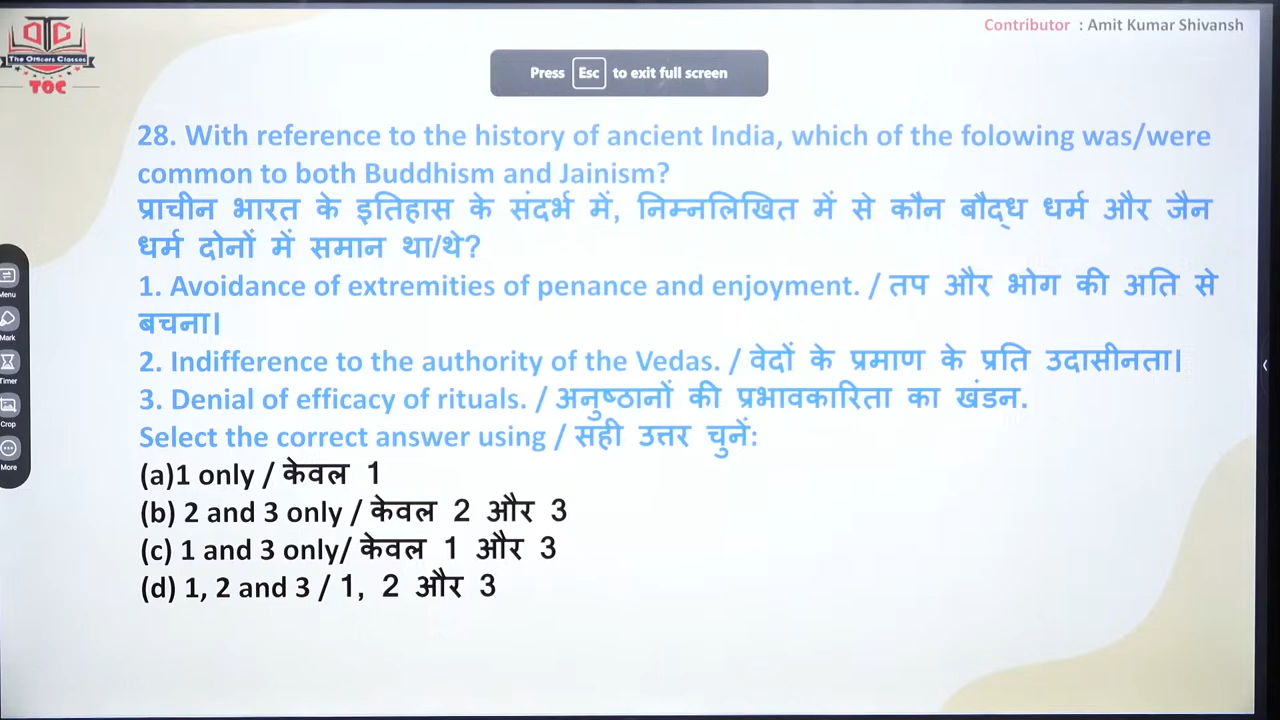 Contributor : Amit Kumar Shivansh
OTC
The Officers Classes
TOC
Press Esc to exit full screen
28. With reference to the history of ancient India, which of the folowing was/were
common to both Buddhism and Jainism?
प्राचीन भारत के इतिहास के संदर्भ में, निम्नलिखित में से कौन बौद्ध धर्म और जैन
धर्म दोनों में समान था/थे?
1. Avoidance of extremities of penance and enjoyment. / तप और भोग की अति से
बचना।
2. Indifference to the authority of the Vedas. / वेदों के प्रमाण के प्रति उदासीनता।
3. Denial of efficacy of rituals. / अनुष्ठानों की प्रभावकारिता का खंडन.
Select the correct answer using / सही उत्तर चुनें:
(a)1 only / केवल 1
(b) 2 and 3 only / केवल 2 और 3
(c) 1 and 3 only/ केवल 1 और 3
(d) 1, 2 and 3 / 1, 2 और 3
Menu
Mark
Timer
Crop
More